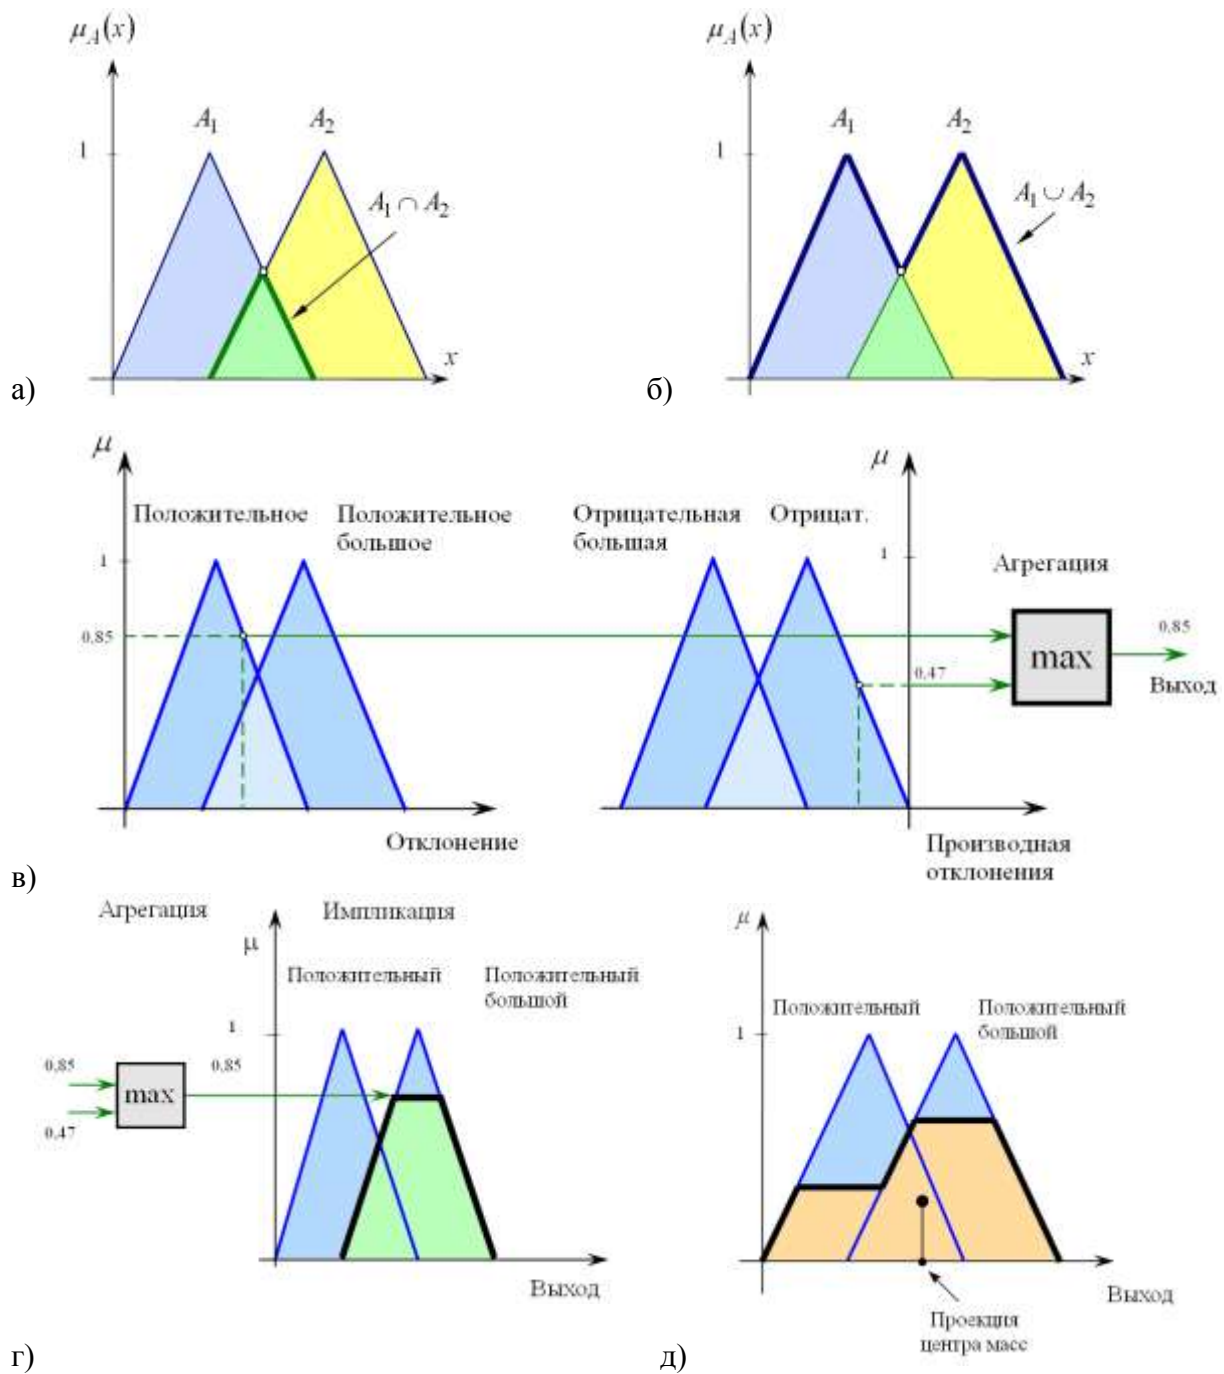 μ_A(x)
A₁
A₂
1
A₁ ∩ A₂
x
а)
μ_A(x)
A₁
A₂
1
A₁ ∪ A₂
x
б)
μ
Положительное
Положительное
большое
1
0,85
Отклонение
Отрицательная
большая
Отрицат.
μ
1
0,47
Производная
отклонения
Агрегация
max
0,85
Выход
в)
Агрегация
Импликация
μ
Положительный
Положительный
большой
1
0,85
0,85
max
0,47
Выход
г)
μ
Положительный
Положительный
большой
1
Выход
Проекция
центра масс
д)